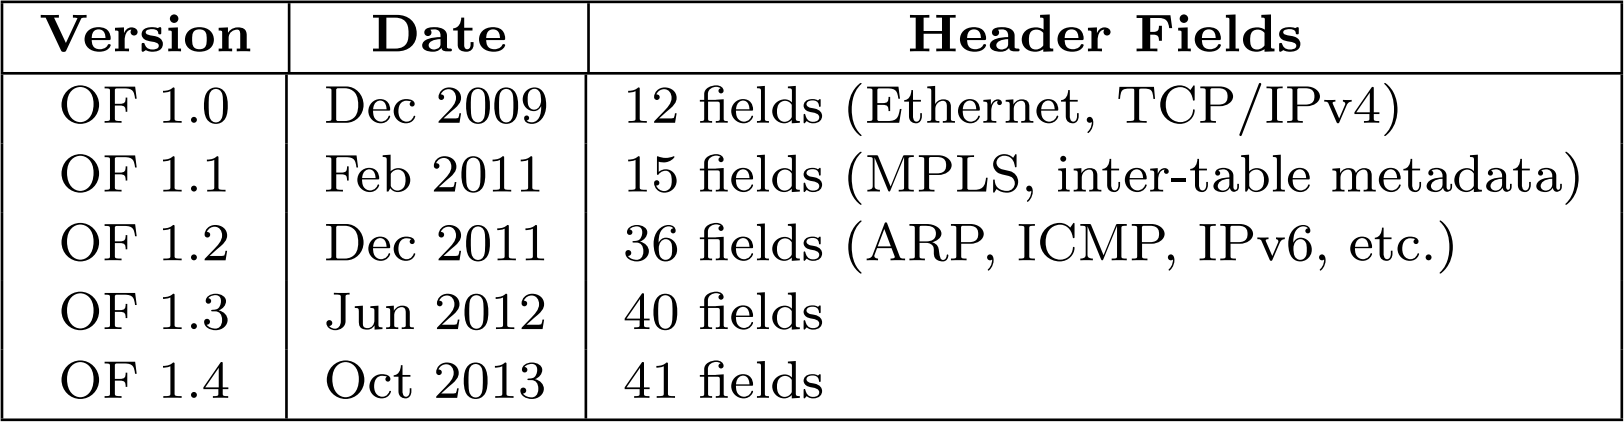 Version Date Header Fields
OF 1.0 Dec 2009 12 fields (Ethernet, TCP/IPv4)
OF 1.1 Feb 2011 15 fields (MPLS, inter-table metadata)
OF 1.2 Dec 2011 36 fields (ARP, ICMP, IPv6, etc.)
OF 1.3 Jun 2012 40 fields
OF 1.4 Oct 2013 41 fields